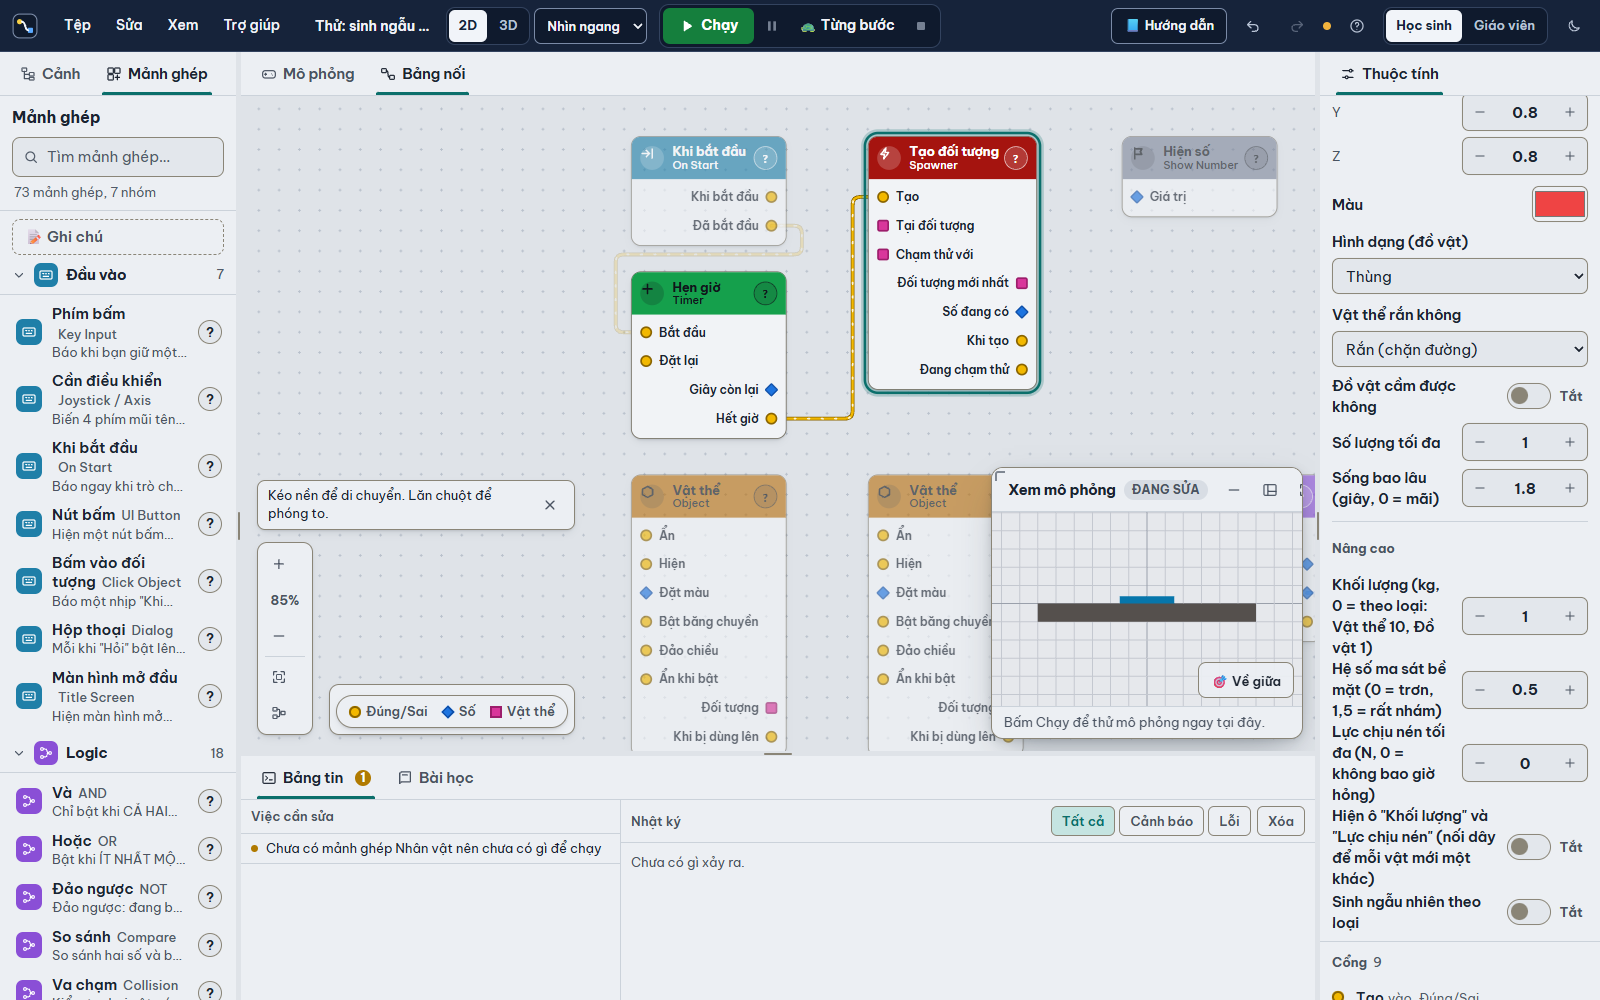 Tệp
Sửa
Xem
Trợ giúp
Thử: sinh ngẫu ...
2D
3D
Nhìn ngang
Chạy
Từng bước
Hướng dẫn
Học sinh
Giáo viên
Cảnh
Mảnh ghép
Mô phỏng
Bảng nối
Thuộc tính
Mảnh ghép
Tìm mảnh ghép...
73 mảnh ghép, 7 nhóm
Ghi chú
Đầu vào
7
Phím bấm
Key Input
Báo khi bạn giữ một...
?
Cần điều khiển
Joystick / Axis
Biến 4 phím mũi tên...
?
Khi bắt đầu
On Start
Báo ngay khi trò ch...
?
Nút bấm UI Button
Hiện một nút bấm...
?
Bấm vào đối
tượng Click Object
Báo một nhịp "Khi...
?
Hộp thoại Dialog
Mỗi khi "Hỏi" bật lên...
?
Màn hình mở đầu
Title Screen
Hiện màn hình mở...
?
Logic
18
Và AND
Chỉ bật khi CẢ HAI...
?
Hoặc OR
Bật khi ÍT NHẤT MỘ...
?
Đảo ngược NOT
Đảo ngược: đang b...
?
So sánh Compare
So sánh hai số và b...
?
Va chạm Collision
?
Khi bắt đầu
On Start
?
Khi bắt đầu
Đã bắt đầu
Hẹn giờ
Timer
?
Bắt đầu
Đặt lại
Giây còn lại
Hết giờ
Tạo đối tượng
Spawner
?
Tạo
Tại đối tượng
Chạm thử với
Đối tượng mới nhất
Số đang có
Khi tạo
Đang chạm thử
Hiện số
Show Number
?
Giá trị
Vật thể
Object
?
Ẩn
Hiện
Đặt màu
Bật băng chuyền
Đảo chiều
Ẩn khi bật
Đối tượng
Khi bị dùng lên
Vật thể
Object
Ẩn
Hiện
Đặt màu
Bật băng chuyền
Đảo chiều
Ẩn khi bật
Đối tượng
Khi bị dùng lên
Kéo nền để di chuyển. Lăn chuột để
phóng to.
85%
Đúng/Sai
Số
Vật thể
Xem mô phỏng
ĐANG SỬA
Về giữa
Bấm Chạy để thử mô phỏng ngay tại đây.
Bảng tin
1
Bài học
Việc cần sửa
Chưa có mảnh ghép Nhân vật nên chưa có gì để chạy
Nhật ký
Tất cả
Cảnh báo
Lỗi
Xóa
Chưa có gì xảy ra.
Y
− 0.8 +
Z
− 0.8 +
Màu
Hình dạng (đồ vật)
Thùng
Vật thể rắn không
Rắn (chặn đường)
Đồ vật cầm được
không
Tắt
Số lượng tối đa
− 1 +
Sống bao lâu
(giây, 0 = mãi)
− 1.8 +
Nâng cao
Khối lượng (kg,
0 = theo loại:
Vật thể 10, Đồ
vật 1)
− 1 +
Hệ số ma sát bề
mặt (0 = trơn,
1,5 = rất nhám)
− 0.5 +
Lực chịu nén tối
đa (N, 0 =
không bao giờ
hỏng)
− 0 +
Hiện ô "Khối lượng" và
"Lực chịu nén" (nối dây
để mỗi vật mới một
khác)
Tắt
Sinh ngẫu nhiên theo
loại
Tắt
Cổng 9
Tạo vào, Đúng/Sai